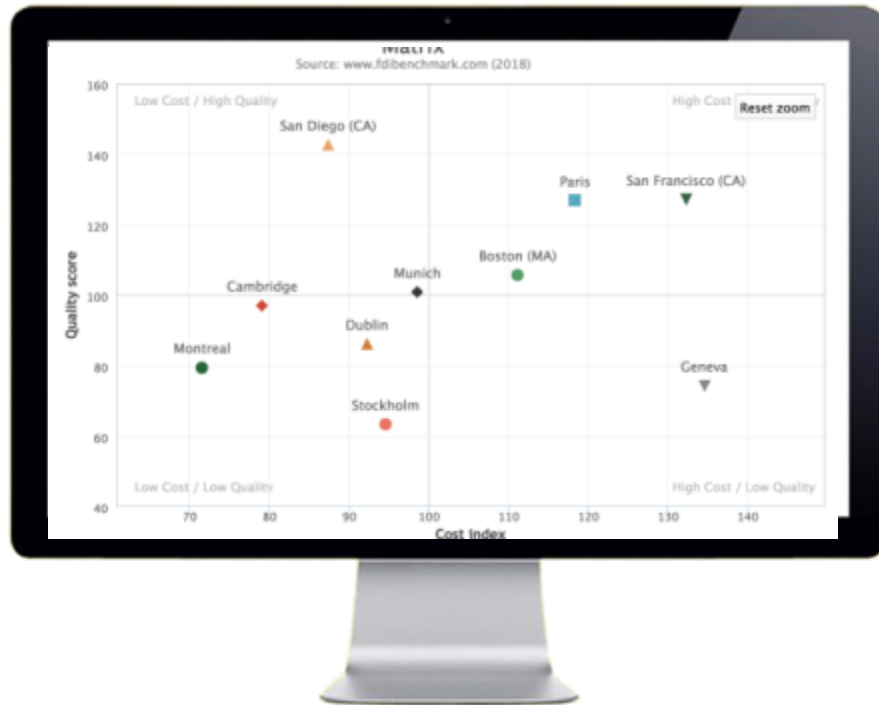 Matrix
Source: www.fdibenchmark.com (2018)
160
Low Cost / High Quality
High Cost
Reset zoom
San Diego (CA)
140
Paris
San Francisco (CA)
120
Boston (MA)
Munich
Cambridge
100
Quality score
Dublin
Montreal
80
Geneva
Stockholm
60
Low Cost / Low Quality
High Cost / Low Quality
40
70 80 90 100 110 120 130 140
Cost Index